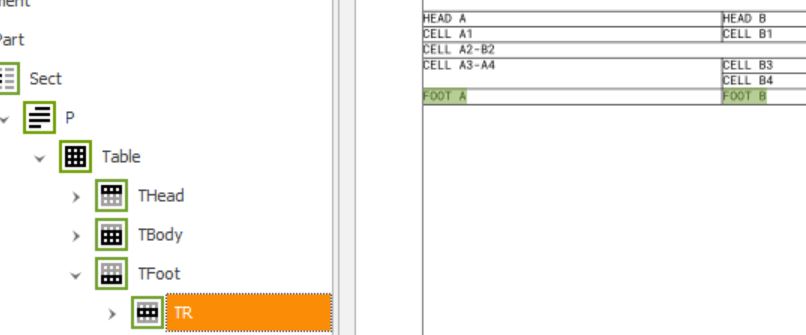 Part
Sect
P
Table
THead
TBody
TFoot
TR
HEAD A HEAD B
CELL A1 CELL B1
CELL A2-B2
CELL A3-A4 CELL B3
CELL B4
FOOT A FOOT B